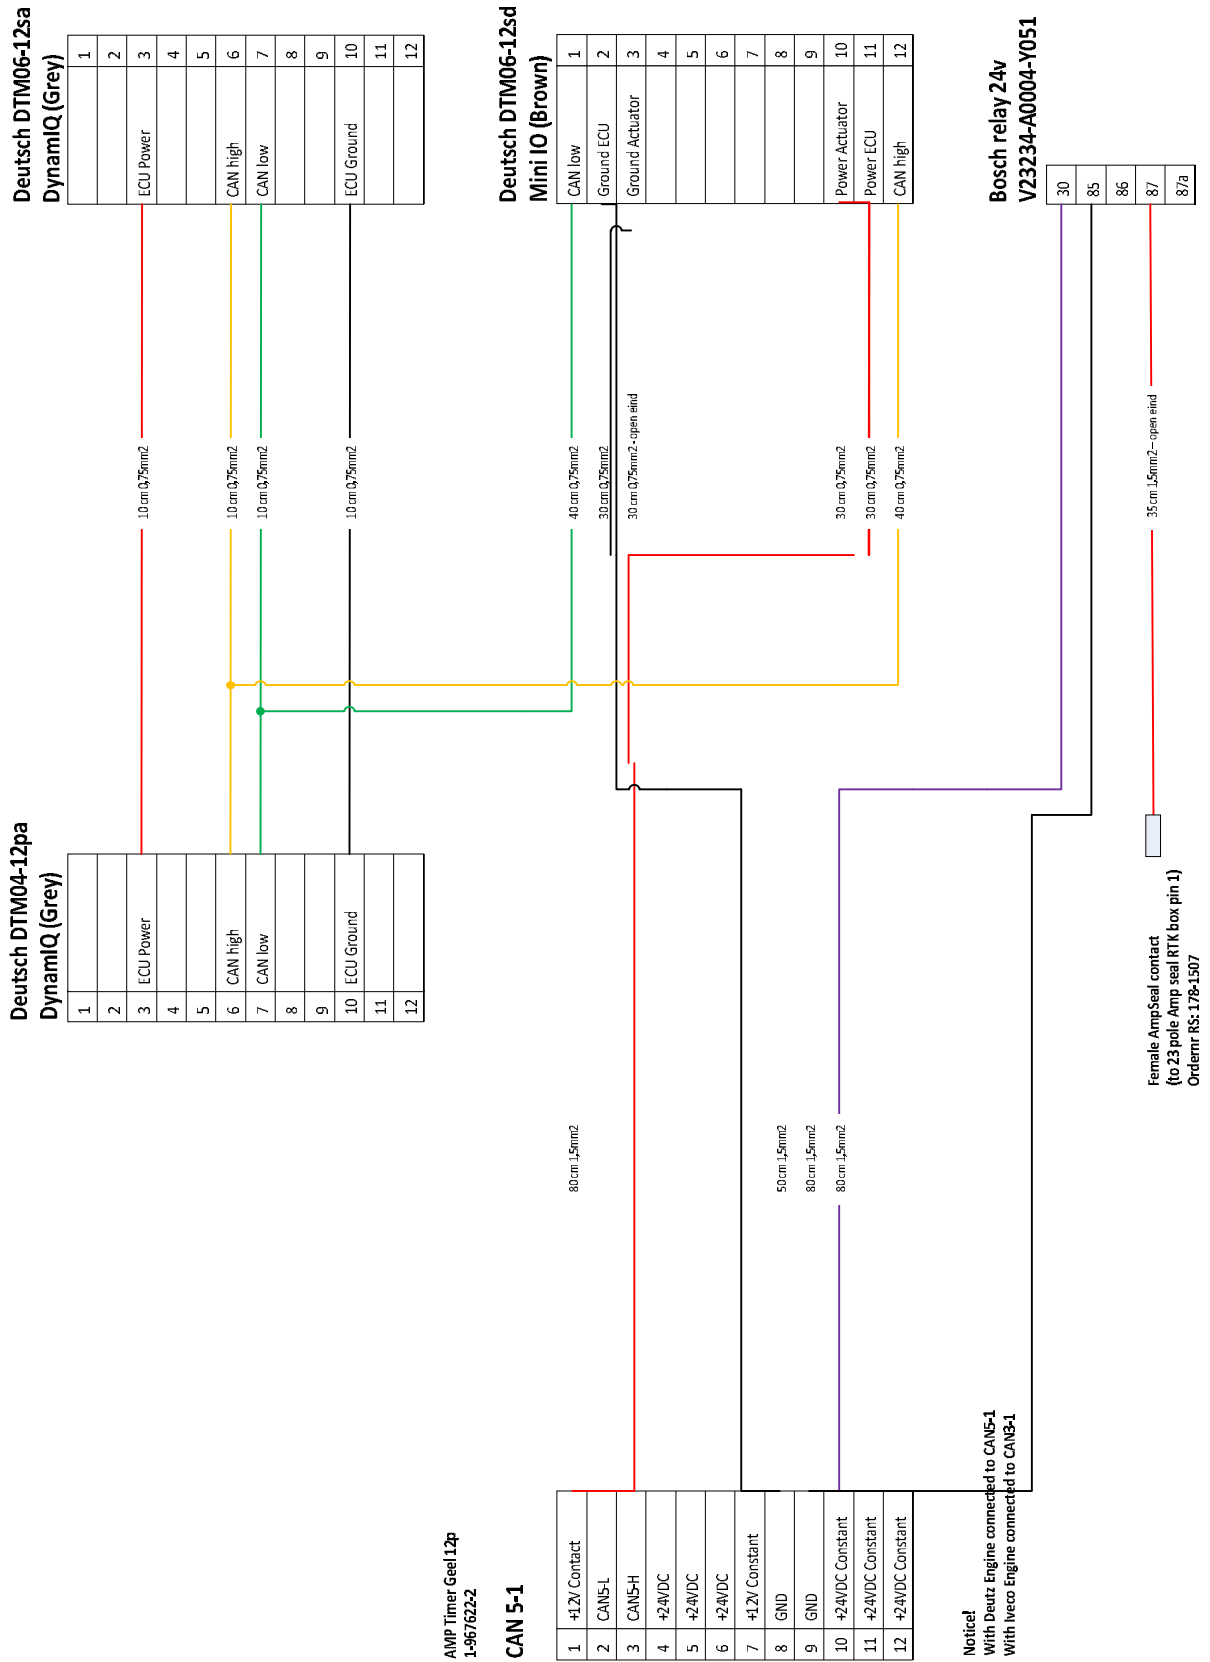 Deutsch DTM04-12pa
DynamIQ (Grey)
1
2
3 ECU Power
4
5
6 CAN high
7 CAN low
8
9
10 ECU Ground
11
12
10 cm 0,75mm2
10 cm 0,75mm2
10 cm 0,75mm2
10 cm 0,75mm2
Deutsch DTM06-12sa
DynamIQ (Grey)
ECU Power
CAN high
CAN low
ECU Ground
1
2
3
4
5
6
7
8
9
10
11
12
AMP Timer Geel 12p
1-967622-2
CAN 5-1
1 +12V Contact
2 CAN5-L
3 CAN5-H
4 +24VDC
5 +24VDC
6 +24VDC
7 +12V Constant
8 GND
9 GND
10 +24VDC Constant
11 +24VDC Constant
12 +24VDC Constant
80cm 1,5mm2
50cm 1,5mm2
80cm 1,5mm2
80cm 1,5mm2
40 cm 0,75mm2
30 cm 0,75mm2
30 cm 0,75mm2 - open eind
30 cm 0,75mm2
30 cm 0,75mm2
40 cm 0,75mm2
Deutsch DTM06-12sd
Mini IO (Brown)
CAN low 1
Ground ECU 2
Ground Actuator 3
4
5
6
7
8
9
Power Actuator 10
Power ECU 11
CAN high 12
Notice!
With Deutz Engine connected to CAN5-1
With Iveco Engine connected to CAN3-1
Bosch relay 24v
V23234-A0004-Y051
30
85
86
87
87a
35cm 1,5mm2 – open eind
Female AmpSeal contact
(to 23 pole Amp seal RTK box pin 1)
Ordernr RS: 178-1507